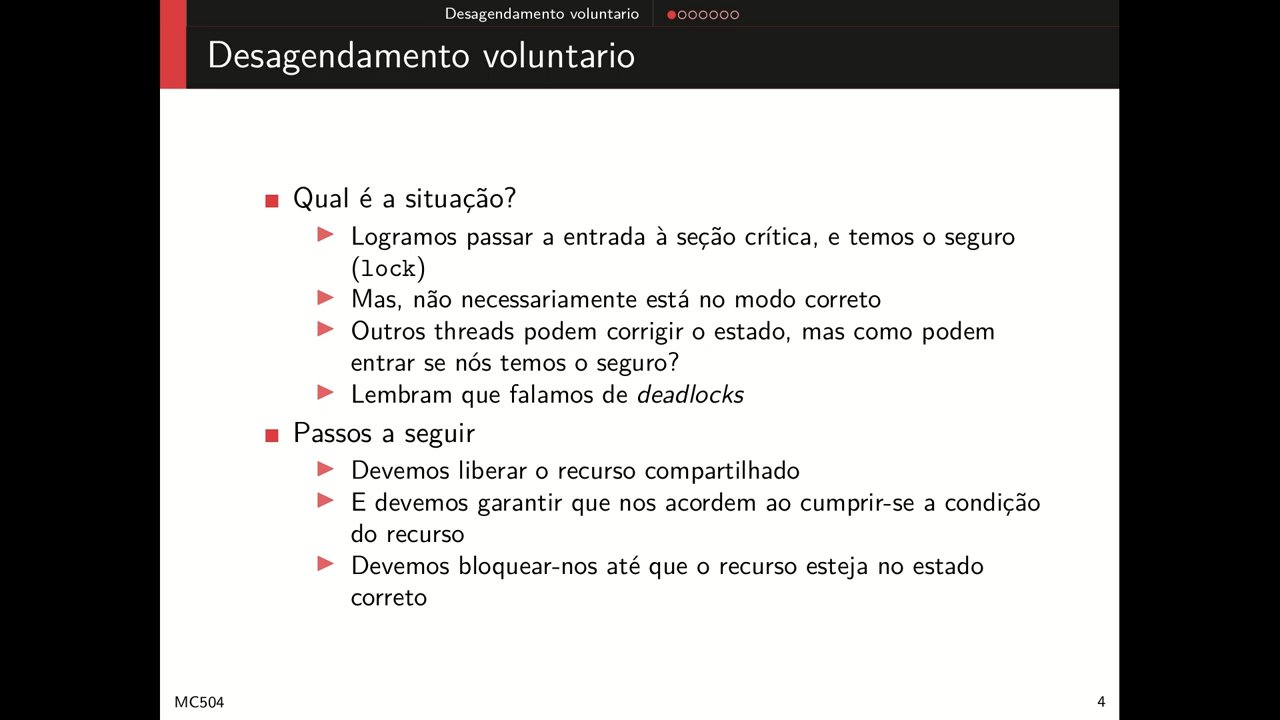 Desagendamento voluntario
Desagendamento voluntario
Qual é a situação?
Logramos passar a entrada à seção crítica, e temos o seguro
(lock)
Mas, não necessariamente está no modo correto
Outros threads podem corrigir o estado, mas como podem
entrar se nós temos o seguro?
Lembram que falamos de deadlocks
Passos a seguir
Devemos liberar o recurso compartilhado
E devemos garantir que nos acordem ao cumprir-se a condição
do recurso
Devemos bloquear-nos até que o recurso esteja no estado
correto
MC504
4